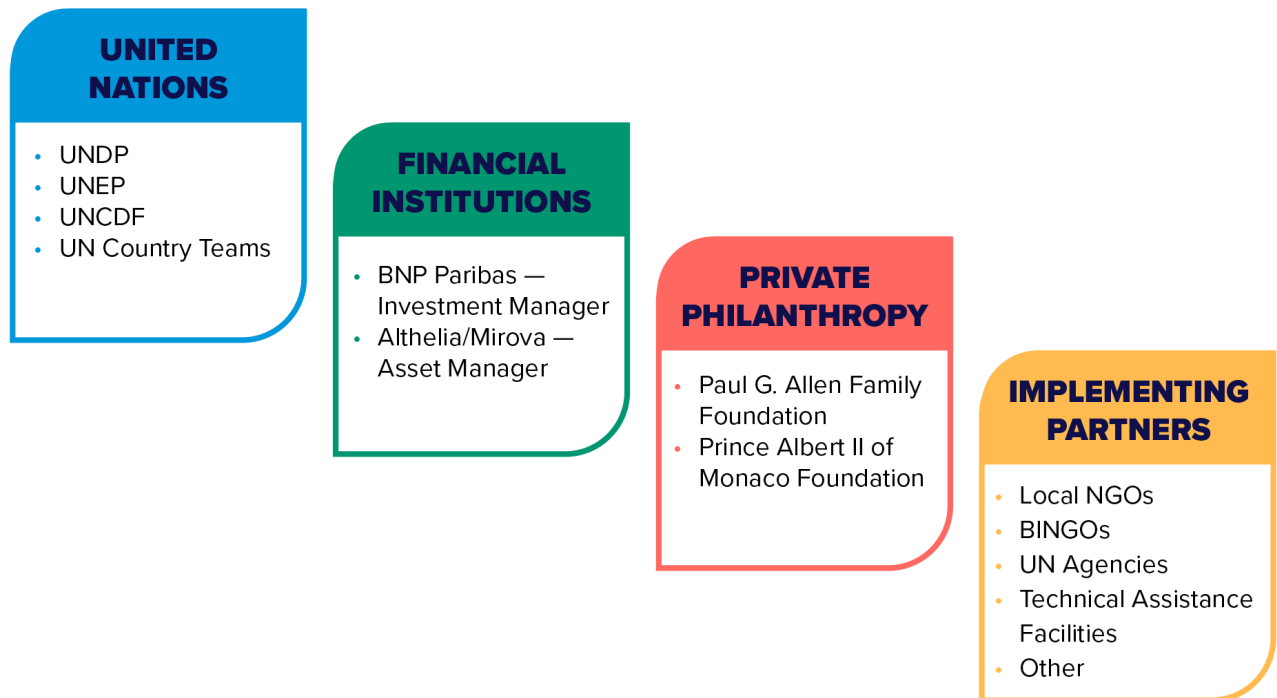 UNITED
NATIONS
• UNDP
• UNEP
• UNCDF
• UN Country Teams
FINANCIAL
INSTITUTIONS
• BNP Paribas —
Investment Manager
• Althelia/Mirova —
Asset Manager
PRIVATE
PHILANTHROPY
• Paul G. Allen Family
Foundation
• Prince Albert II of
Monaco Foundation
IMPLEMENTING
PARTNERS
• Local NGOs
• BINGOs
• UN Agencies
• Technical Assistance
Facilities
• Other